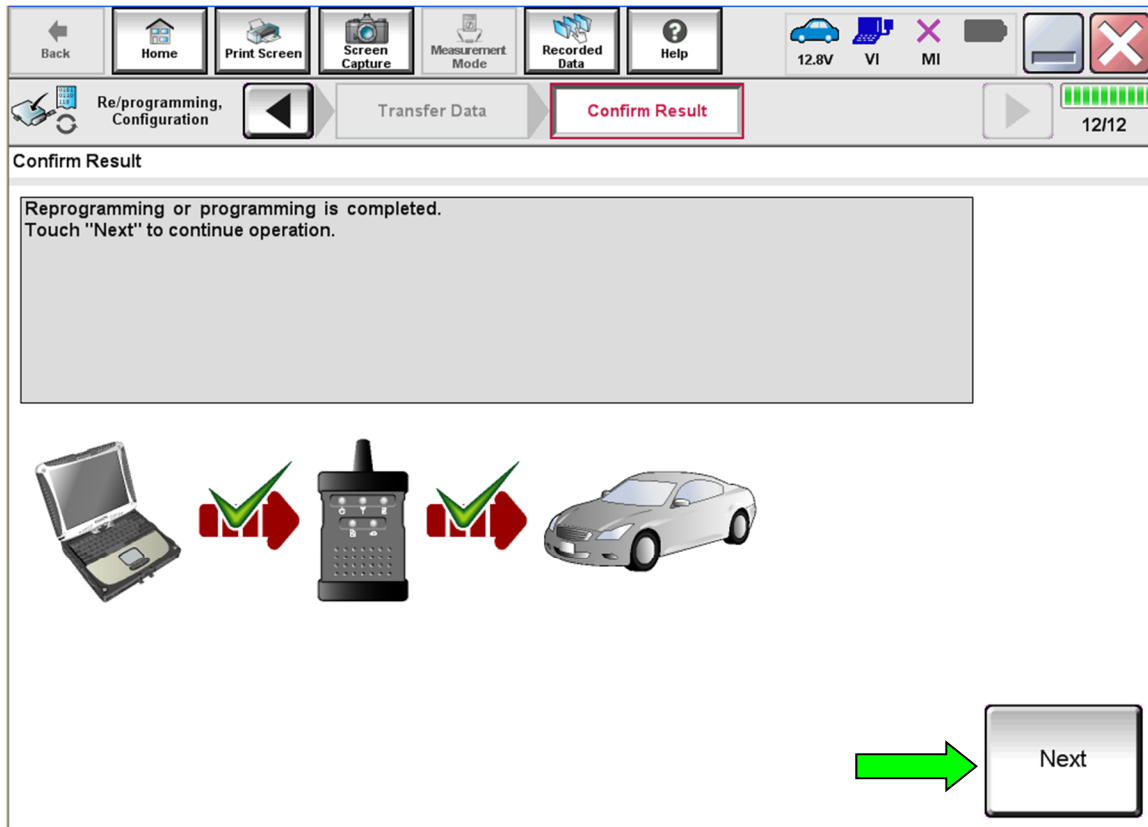 Back
Home
Print Screen
Screen
Capture
Measurement
Mode
Recorded
Data
Help
12.8V
VI
MI
Re/programming,
Configuration
Transfer Data
Confirm Result
12/12
Confirm Result
Reprogramming or programming is completed.
Touch "Next" to continue operation.
Next